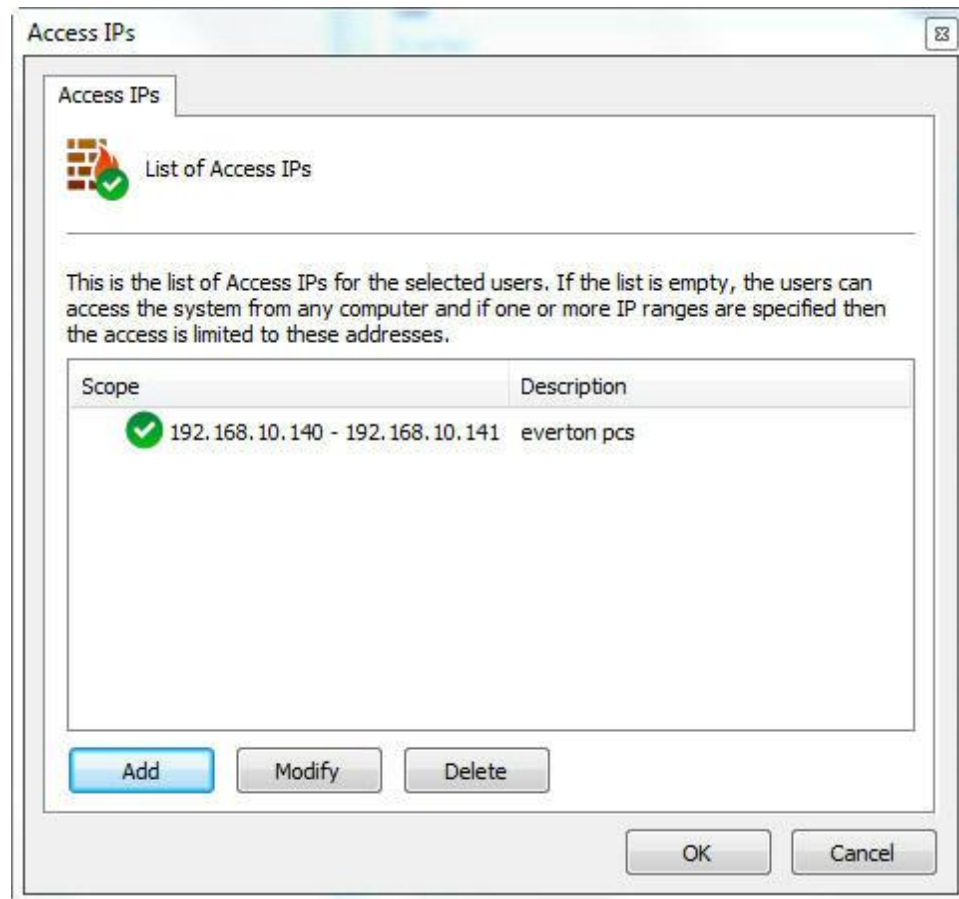 Access IPs
Access IPs
List of Access IPs
This is the list of Access IPs for the selected users. If the list is empty, the users can
access the system from any computer and if one or more IP ranges are specified then
the access is limited to these addresses.
Scope Description
192.168.10.140 - 192.168.10.141 everton pcs
Add Modify Delete
OK Cancel